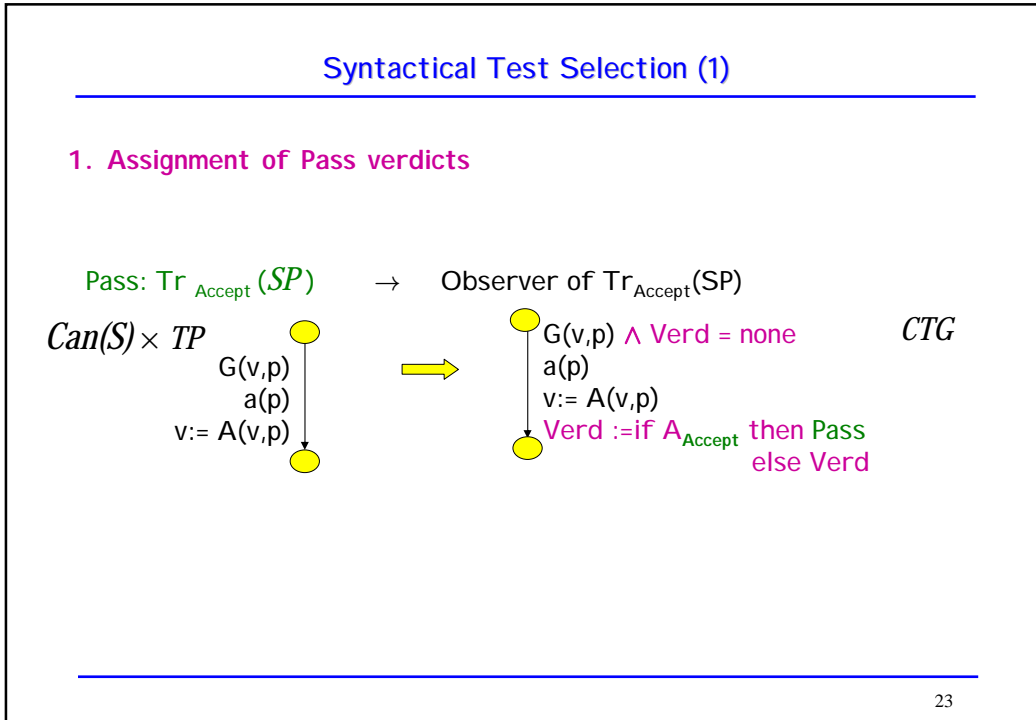 Syntactical Test Selection (1)
1. Assignment of Pass verdicts
Pass: Tr Accept (SP) → Observer of TrAccept(SP)
Can(S) × TP
G(v,p)
a(p)
v:= A(v,p)
G(v,p) ∧ Verd = none
a(p)
v:= A(v,p)
Verd :=if AAccept then Pass
else Verd
CTG
23